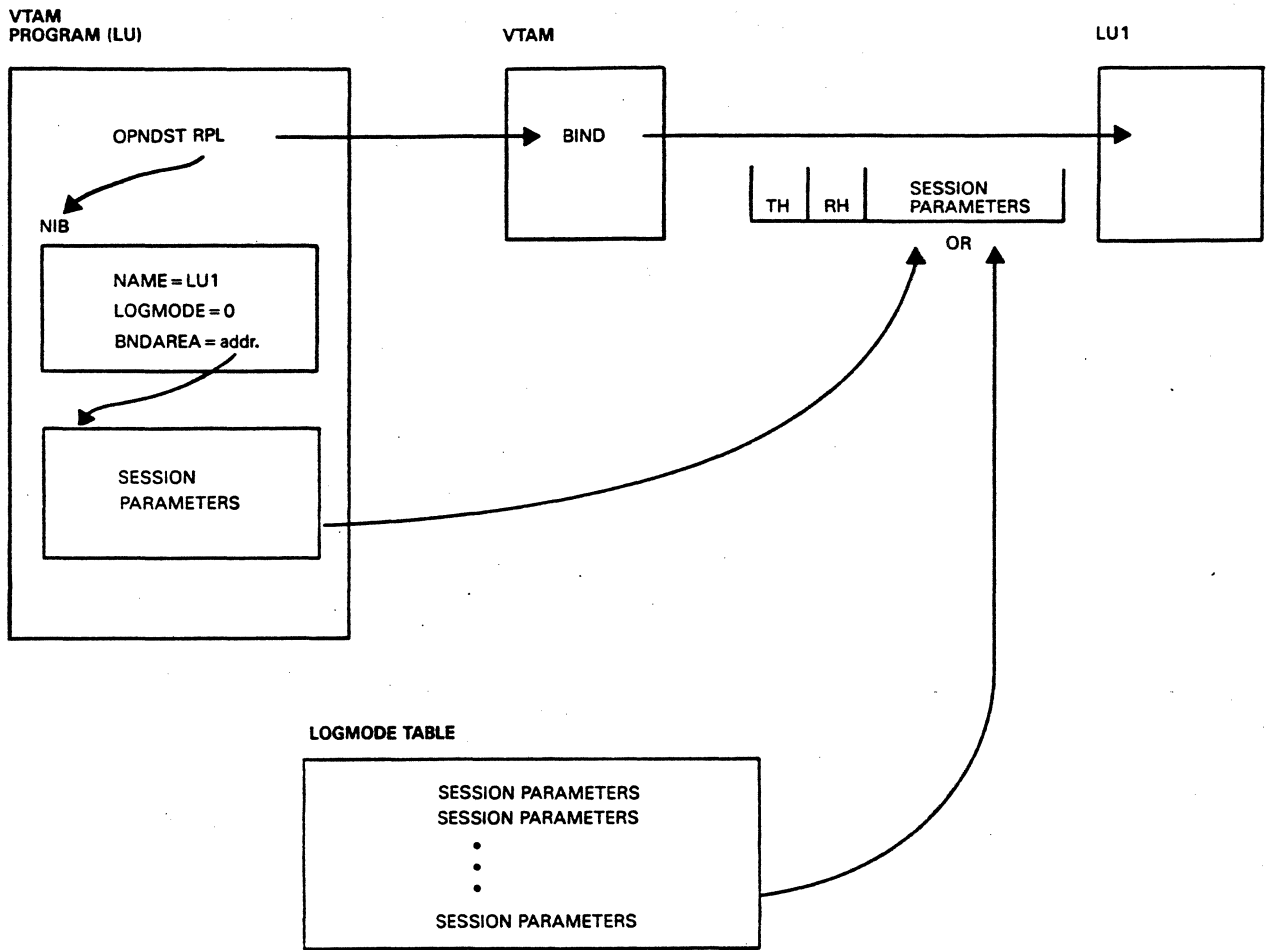 VTAM
PROGRAM (LU)
VTAM
LU1
OPNDST RPL
BIND
TH
RH
SESSION
PARAMETERS
OR
NIB
NAME = LU1
LOGMODE = 0
BNDAREA = addr.
SESSION
PARAMETERS
LOGMODE TABLE
SESSION PARAMETERS
SESSION PARAMETERS
SESSION PARAMETERS